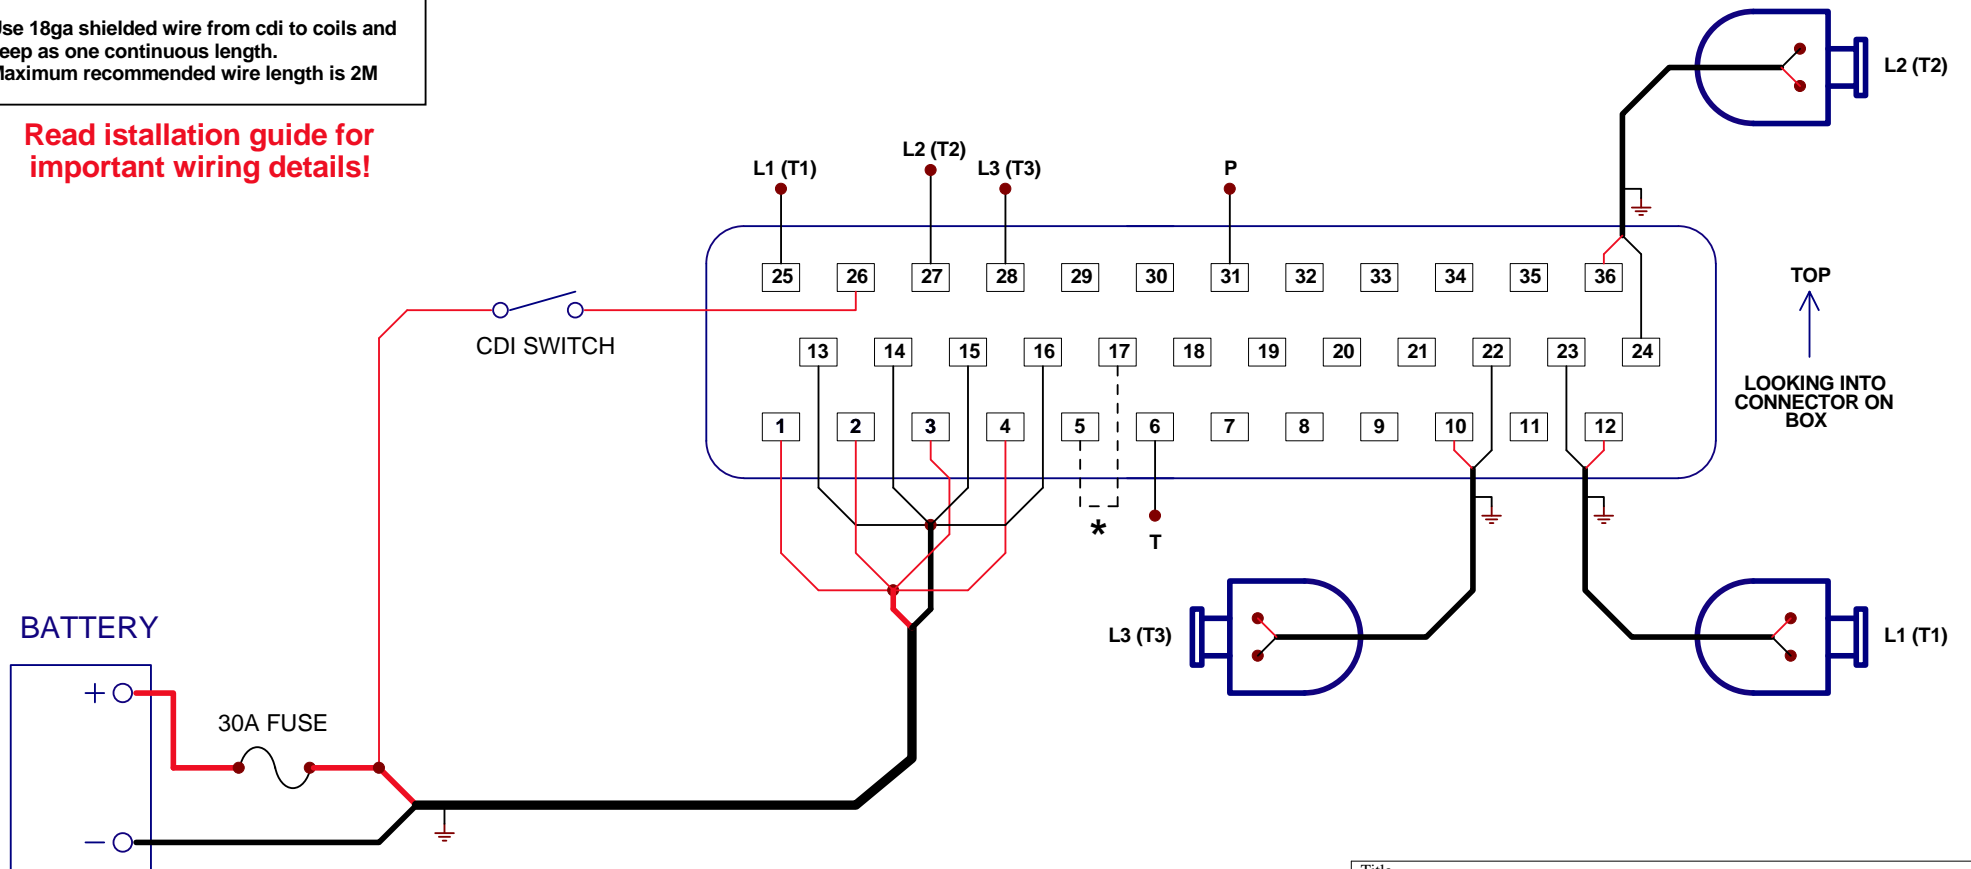 Use 18ga shielded wire from cdi to coils and
keep as one continuous length.
Maximum recommended wire length is 2M
Read istallation guide for
important wiring details!
L2 (T2)
L1 (T1)
L2 (T2)
L3 (T3)
P
25 26 27 28 29 30 31 32 33 34 35 36
TOP
CDI SWITCH
13 14 15 16 17 18 19 20 21 22 23 24
LOOKING INTO
CONNECTOR ON
BOX
1 2 3 4 5 6 7 8 9 10 11 12
*
T
BATTERY
L3 (T3)
L1 (T1)
+
30A FUSE
−
Title